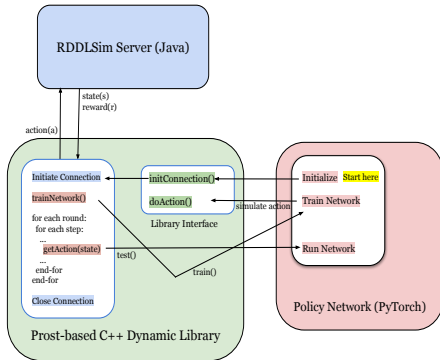 RDDLSim Server (Java)
state(s)
reward(r)
action(a)
Initiate Connection
trainNetwork()
for each round:
for each step:
...
getAction(state)
...
end-for
end-for
Close Connection
initConnection()
doAction()
Library Interface
simulate action
test()
train()
Initialize
Start here
Train Network
Run Network
Prost-based C++ Dynamic Library
Policy Network (PyTorch)